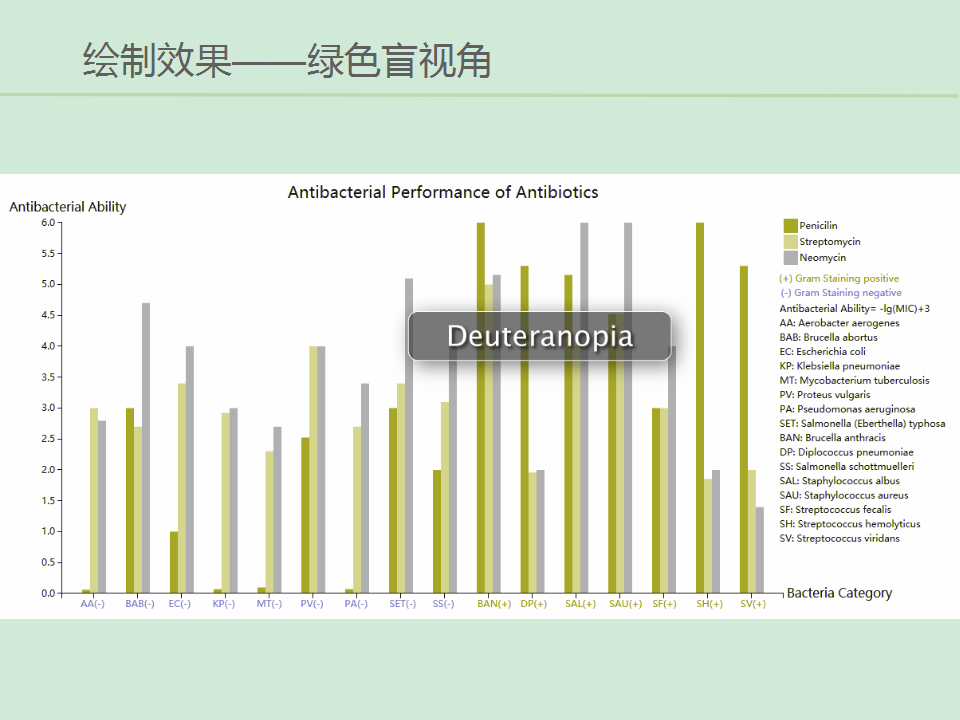 绘制效果——绿色盲视角
Antibacterial Performance of Antibiotics
Antibacterial Ability
6.0
5.5
5.0
4.5
4.0
3.5
3.0
2.5
2.0
1.5
1.0
0.5
0.0
Deuteranopia
AA(-) BAB(-) EC(-) KP(-) MT(-) PV(-) PA(-) SET(-) SS(-) BAN(+) DP(+) SAL(+) SAU(+) SF(+) SH(+) SV(+)
Bacteria Category
Penicilin
Streptomycin
Neomycin
(+) Gram Staining positive
(-) Gram Staining negative
Antibacterial Ability= -lg(MIC)+3
AA: Aerobacter aerogenes
BAB: Brucella abortus
EC: Escherichia coli
KP: Klebsiella pneumoniae
MT: Mycobacterium tuberculosis
PV: Proteus vulgaris
PA: Pseudomonas aeruginosa
SET: Salmonella (Eberthella) typhosa
BAN: Brucella anthracis
DP: Diplococcus pneumoniae
SS: Salmonella schottmuelleri
SAL: Staphylococcus albus
SAU: Staphylococcus aureus
SF: Streptococcus fecalis
SH: Streptococcus hemolyticus
SV: Streptococcus viridans